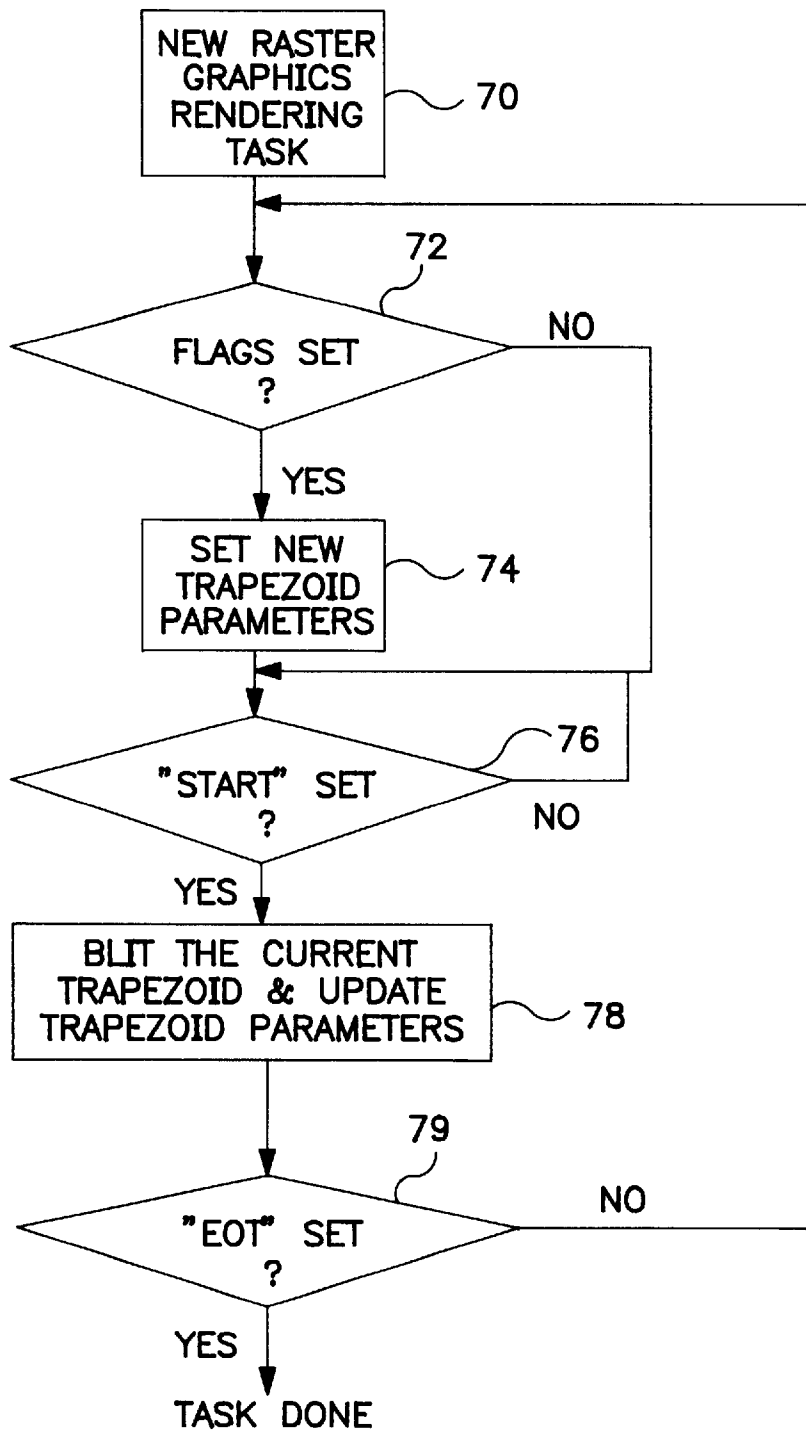 NEW RASTER
GRAPHICS
RENDERING
TASK
70
72
FLAGS SET
?
NO
YES
SET NEW
TRAPEZOID
PARAMETERS
74
"START" SET
?
76
NO
YES
BLIT THE CURRENT
TRAPEZOID & UPDATE
TRAPEZOID PARAMETERS
78
79
"EOT" SET
?
NO
YES
TASK DONE